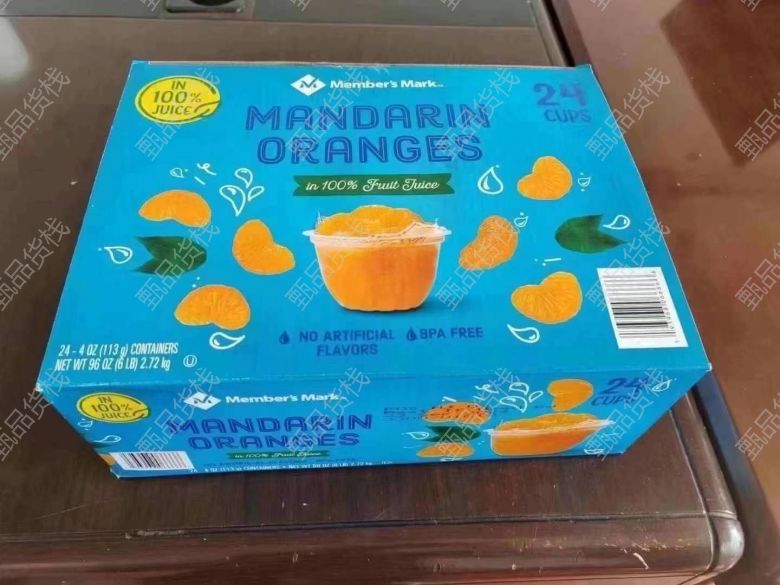 IN
100%
JUICE
Member's Mark™
24
CUPS
MANDARIN
ORANGES
in 100% Fruit Juice
NO ARTIFICIAL
FLAVORS
BPA FREE
24 - 4 OZ (113 g) CONTAINERS
NET WT 96 OZ (6 LB) 2.72 kg
IN
100%
JUICE
Member's Mark
24
CUPS
MANDARIN
ORANGES
in 100% Fruit Juice
甄品货栈